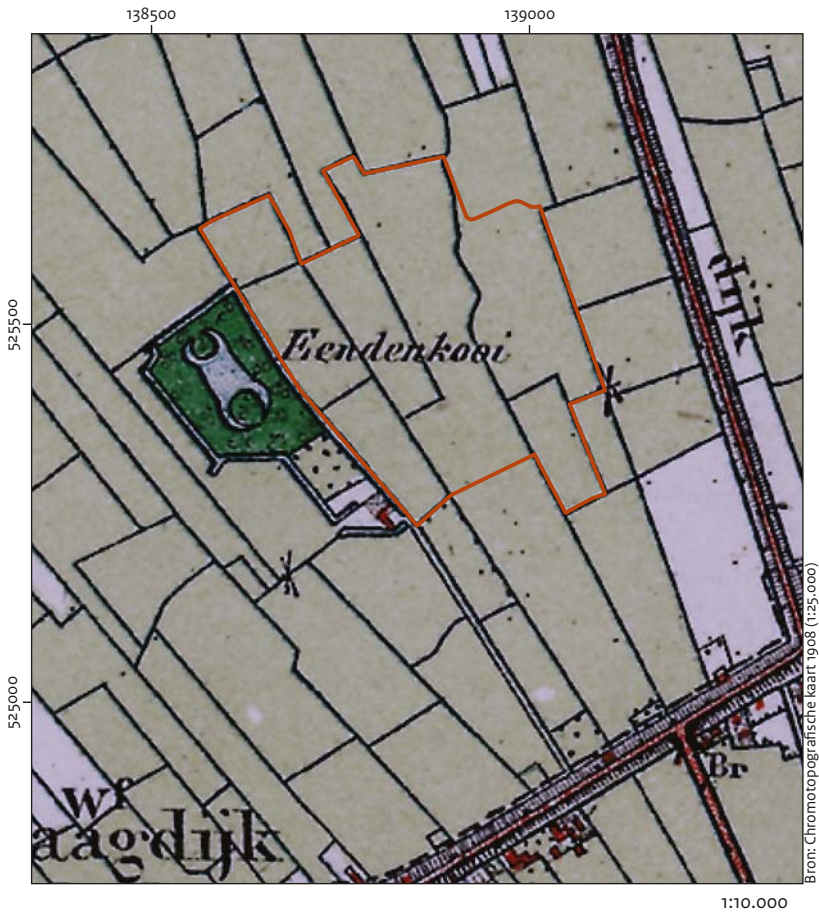 138500
139000
dijk
525500
Eendenkooi
525000
Br
Wf
aagdijk
Bron: Chromotopografische kaart 1908 (1:25.000)
1:10.000